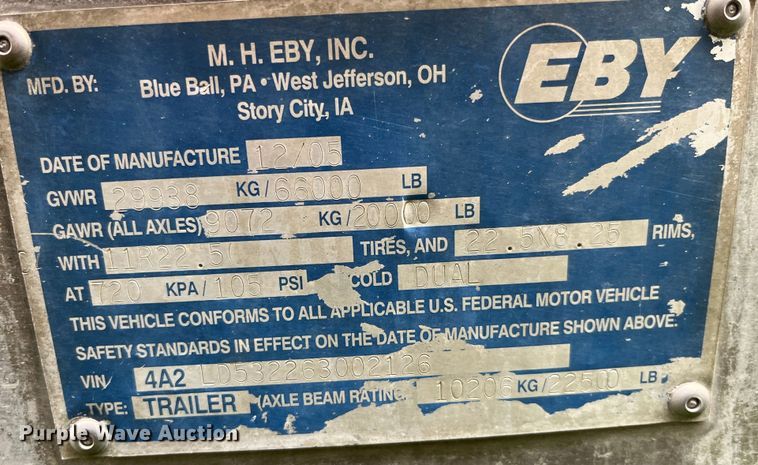 M. H. EBY, INC.
MFD. BY: Blue Ball, PA • West Jefferson, OH
Story City, IA
EBY
DATE OF MANUFACTURE 12/05
GVWR 29938 KG/66000 LB
GAWR (ALL AXLES) 9072 KG/20000 LB
WITH 11R22.5 TIRES, AND 22.5X8.25 RIMS,
AT 720 KPA/105 PSI COLD DUAL
THIS VEHICLE CONFORMS TO ALL APPLICABLE U.S. FEDERAL MOTOR VEHICLE
SAFETY STANDARDS IN EFFECT ON THE DATE OF MANUFACTURE SHOWN ABOVE.
VIN 4A2 LD532263002126
TYPE: TRAILER (AXLE BEAM RATING 10206 KG/22500 LB
Purple Wave Auction